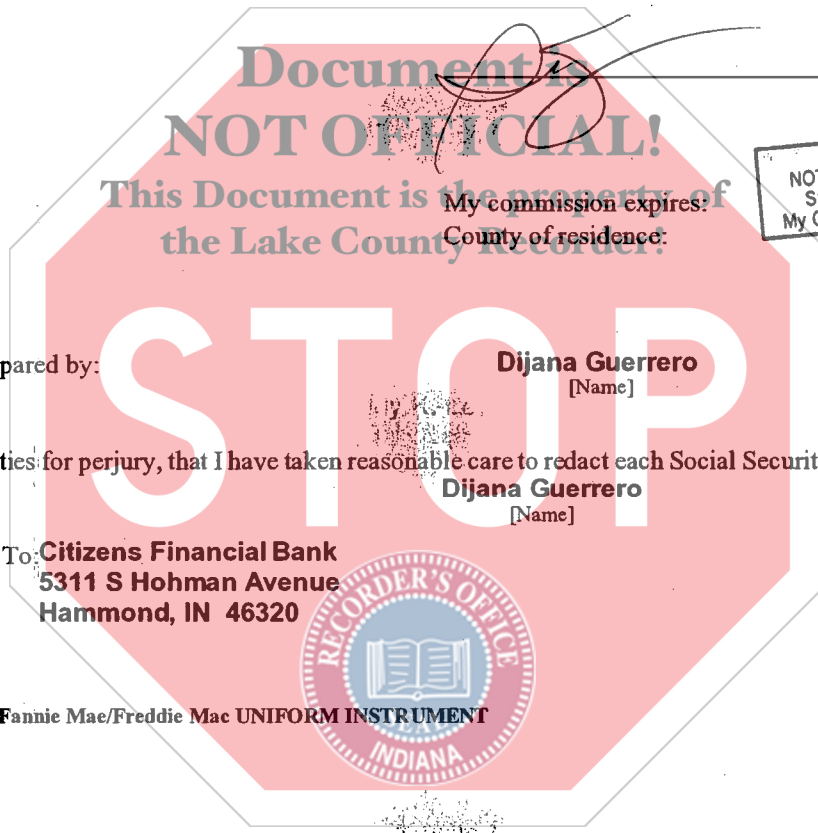 Document is
NOT OFFICIAL!
This Document is the property of
the Lake County Recorder!
My commission expires:
County of residence:
NOT
S
My C
STOP
pared by:
Dijana Guerrero
[Name]
ties for perjury, that I have taken reasonable care to redact each Social Securit
Dijana Guerrero
[Name]
To: Citizens Financial Bank
5311 S Hohman Avenue
Hammond, IN 46320
RECORDER'S OFFICE
SEAL
INDIANA
Fannie Mae/Freddie Mac UNIFORM INSTRUMENT